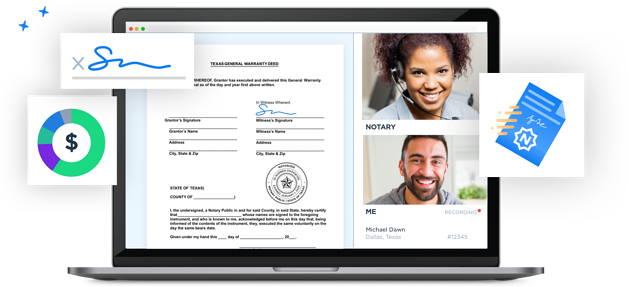 TEXAS GENERAL WARRANTY DEED
WHEREOF, Grantor has executed and delivered this General Warranty
as of the day and year first above written.
In Witness Whereof,
Grantor's Signature
Witness's Signature
Grantor's Name
Witness's Name
Address
Address
City, State & Zip
City, State & Zip
STATE OF TEXAS)
COUNTY OF )
I, the undersigned, a Notary Public in and for said County, in said State, hereby certify
that whose names are signed to the foregoing
instrument, and who is known to me, acknowledged before me on this day that, being
informed of the contents of the instrument, they, executed the same voluntarily on
the day the same bears date.
Given under my hand this ____ day of ____________, 20___.
X
$
NOTARY
ME
RECORDING
Michael Dawn
Dallas, Texas
#12345
N